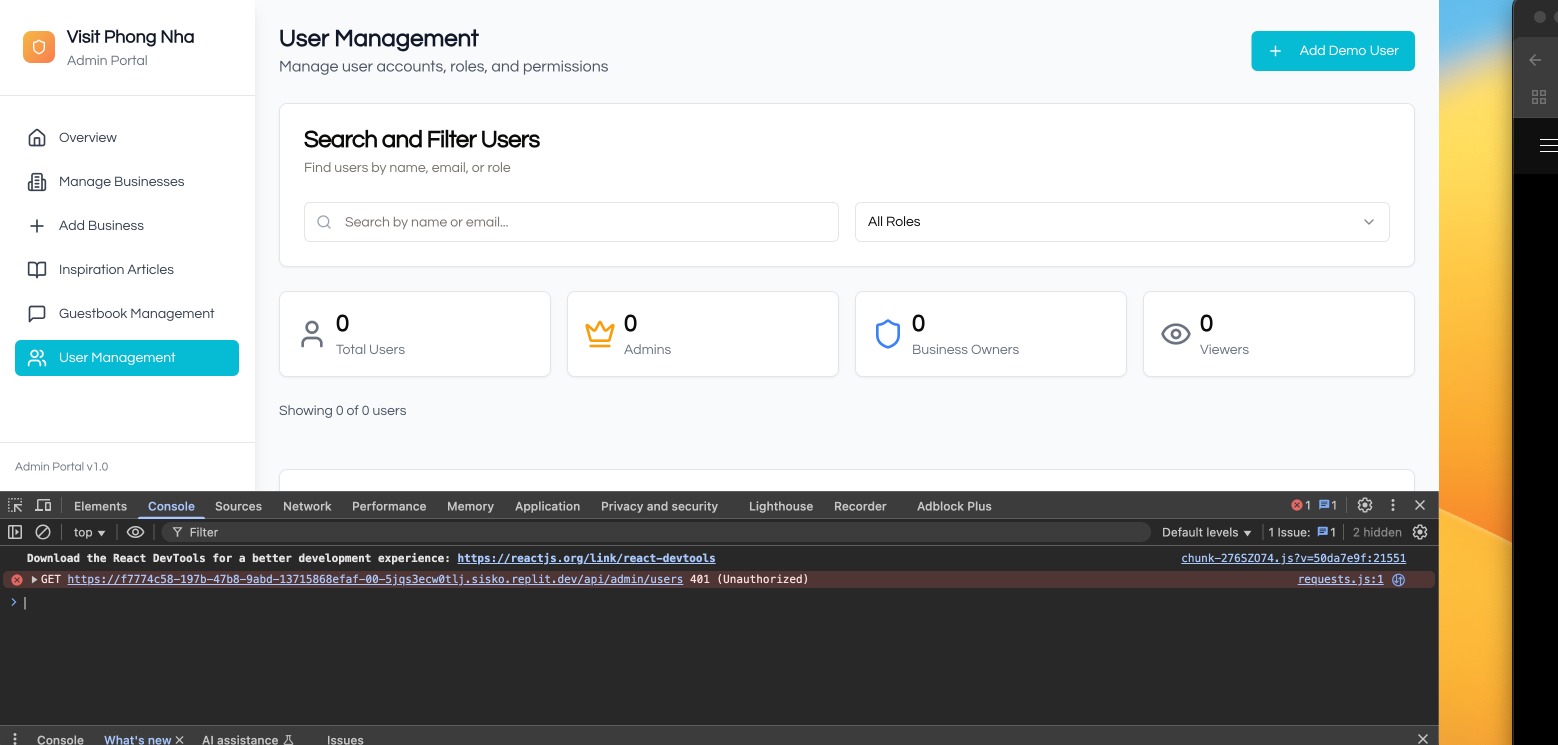 Visit Phong Nha
Admin Portal
Overview
Manage Businesses
Add Business
Inspiration Articles
Guestbook Management
User Management
Admin Portal v1.0
User Management
Manage user accounts, roles, and permissions
Add Demo User
Search and Filter Users
Find users by name, email, or role
Search by name or email...
All Roles
0
Total Users
0
Admins
0
Business Owners
0
Viewers
Showing 0 of 0 users
Elements Console Sources Network Performance Memory Application Privacy and security Lighthouse Recorder Adblock Plus 1 1
top Filter Default levels 1 Issue: 1 2 hidden
Download the React DevTools for a better development experience: https://reactjs.org/link/react-devtools chunk-276SZO74.js?v=50da7e9f:21551
GET https://f7774c58-197b-47b8-9abd-13715868efaf-00-5jqs3ecw0tlj.sisko.replit.dev/api/admin/users 401 (Unauthorized) requests.js:1
Console What's new AI assistance Issues